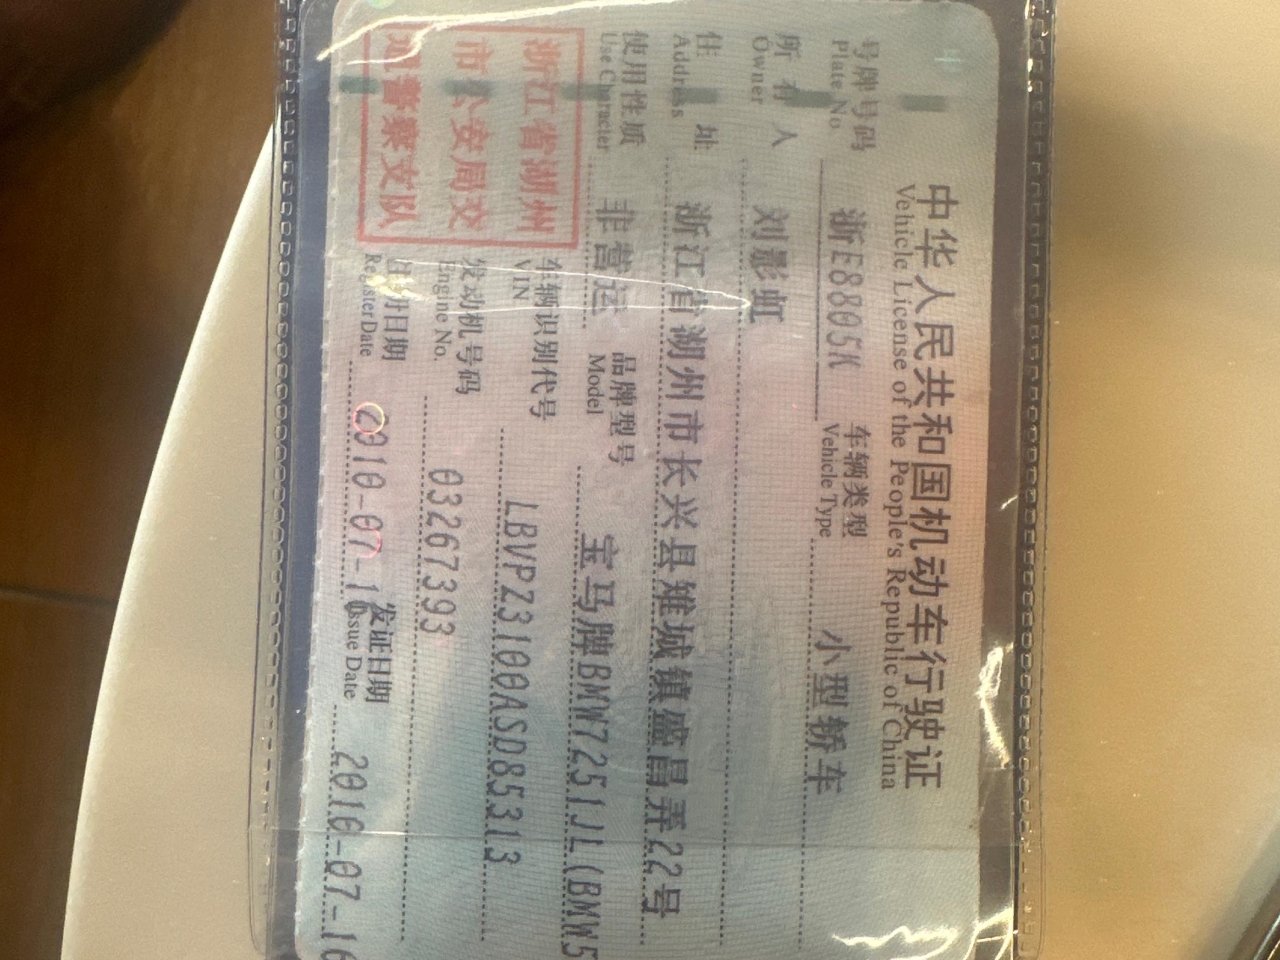 中华人民共和国机动车行驶证
Vehicle License of the People's Republic of China
号牌号码 浙E8805K 车辆类型 小型轿车
Plate No. Vehicle Type
所有人 刘影虹
Owner
住址 浙江省湖州市长兴县雉城镇盛昌弄22号
Address
使用性质 非营运 品牌型号 宝马牌BMW7251JL(BMW5
Use Character Model
浙江省湖州
市公安局交
通警察支队
车辆识别代号 LBVPZ3100ASD85313
VIN
发动机号码 03267393
Engine No.
注册日期 2010-07-16 发证日期 2010-07-16
Register Date Issue Date